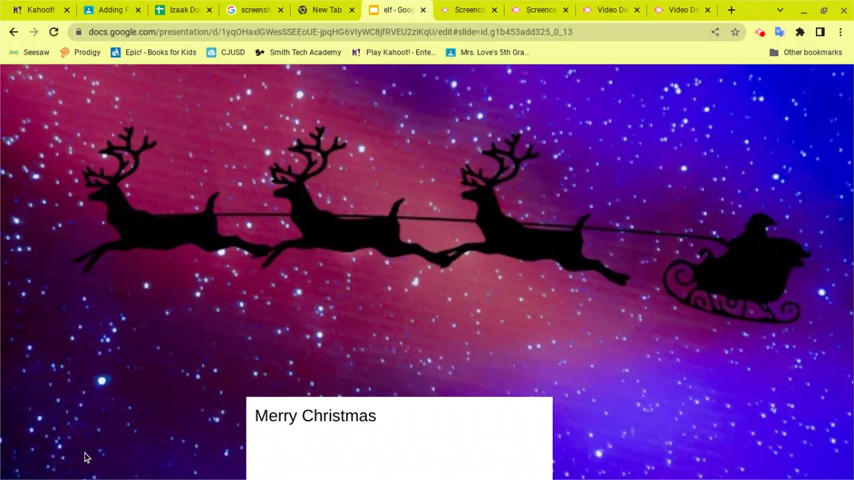 Kahoot!
Adding F
Izaak Do
screensh
New Tab
elf - Goog
Screenca
Screenca
Video De
Video De
docs.google.com/presentation/d/1yqOHaxlGWesSSEEoUE-jpqHG6VIyWC8jfRVEU2ziKqU/edit#slide=id.g1b453add325_0_13
Seesaw
Prodigy
Epic! - Books for Kids
CJUSD
Smith Tech Academy
Play Kahoot! - Ente...
Mrs. Love's 5th Gra...
Other bookmarks
Merry Christmas